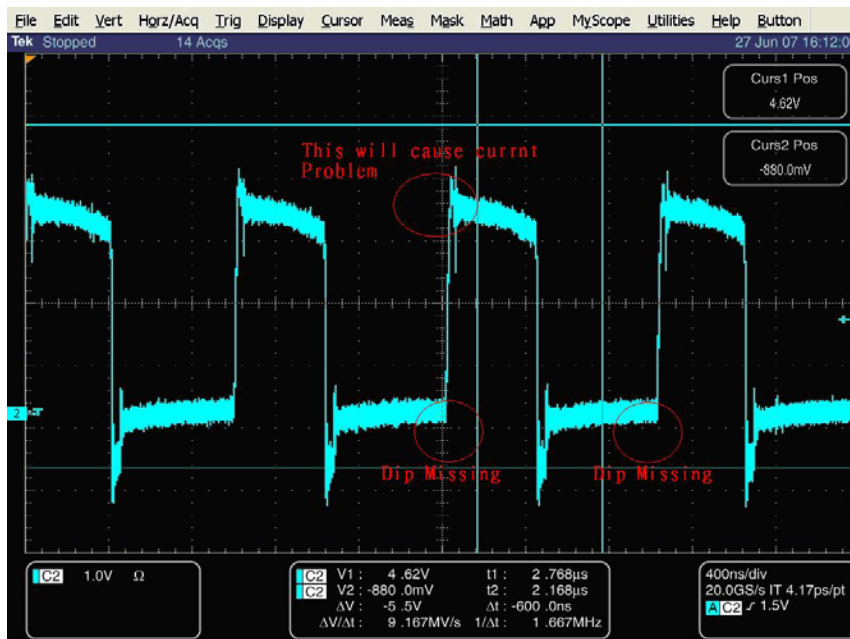 File Edit Vert Horz/Acq Trig Display Cursor Meas Mask Math App MyScope Utilities Help Button
Tek Stopped 14 Acqs 27 Jun 07 16:12:0
Curs1 Pos
4.62V
Curs2 Pos
-880.0mV
This will cause currnt
Problem
2
Dip Missing Dip Missing
C2 1.0V Ω
C2 V1 : 4.62V t1 : 2.768µs
C2 V2 : -880.0mV t2 : 2.168µs
ΔV : -5.5V Δt : -600.0ns
ΔV/Δt : 9.167MV/s 1/Δt : 1.667MHz
400ns/div
20.0GS/s IT 4.17ps/pt
A C2 1.5V